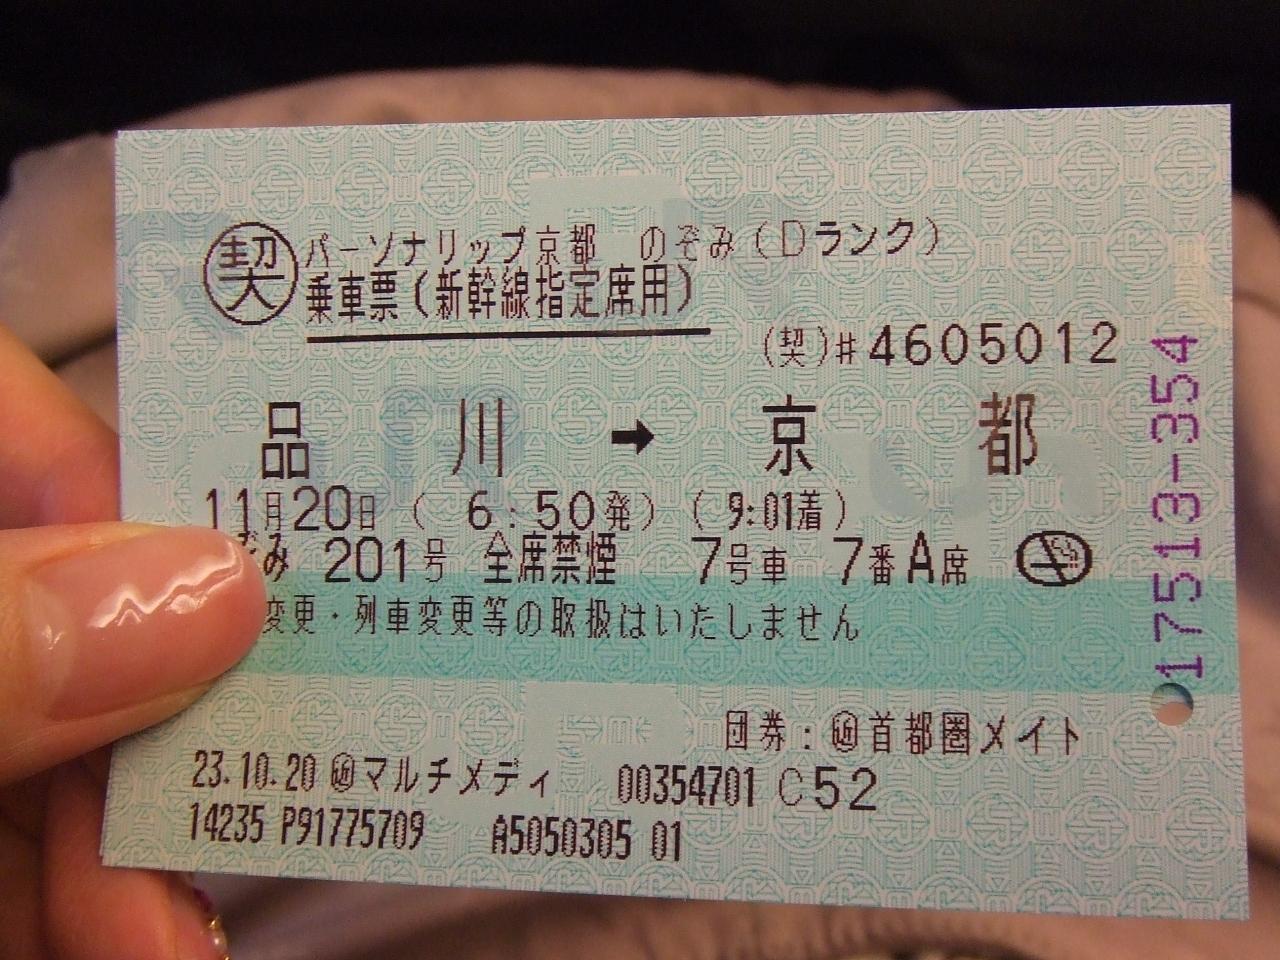 契 パーソナリップ京都 のぞみ(Dランク)
乗車票(新幹線指定席用)
(契)#4605012
品川➡京都
11月20日 ( 6:50発) ( 9:01着)
ぞみ 201号 全席禁煙 7号車 7番A席
変更・列車変更等の取扱はいたしません
団券:近首都圏メイト
23.10.20 近マルチメディ 00354701 C52
14235 P91775709 A5050305 01
17513-354